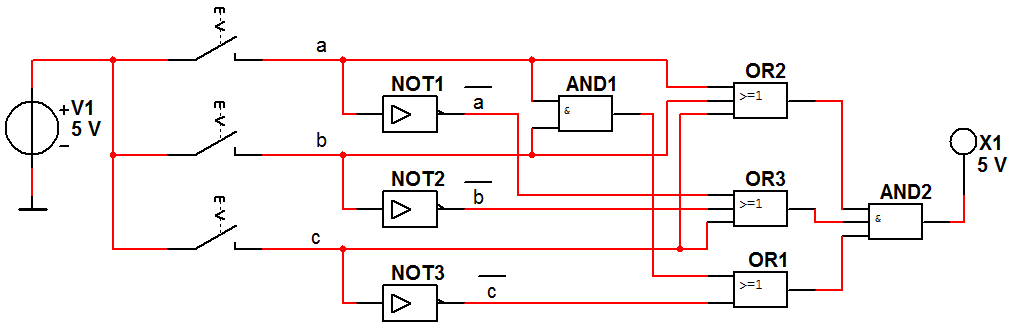 a
NOT1
a
AND1
&
OR2
>=1
+
V1
5 V
−
b
NOT2
b
X1
5 V
OR3
>=1
AND2
&
c
NOT3
c
OR1
>=1